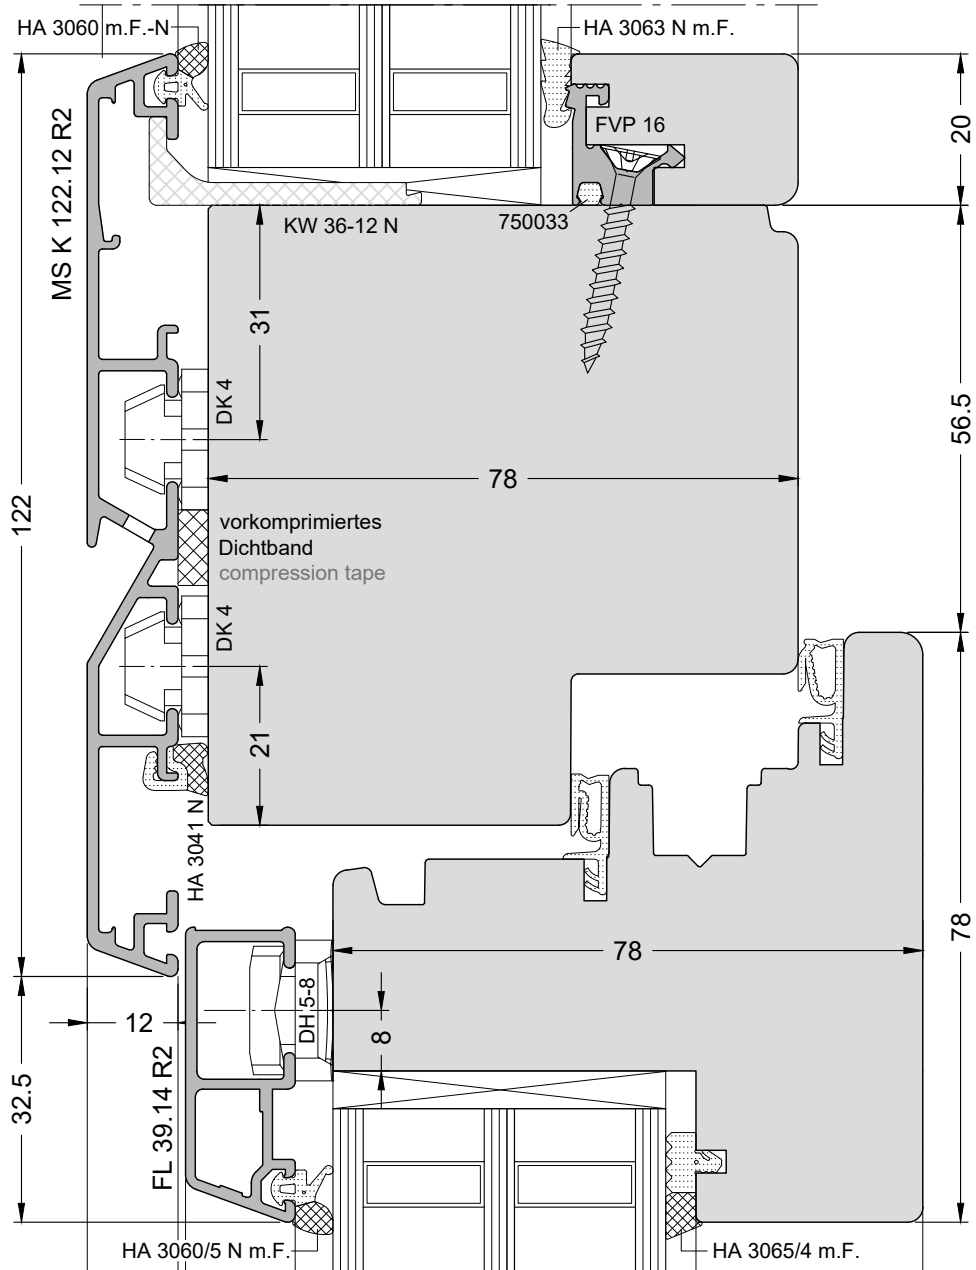 HA 3060 m.F.-N
HA 3063 N m.F.
MS K 122.12 R2
FVP 16
20
KW 36-12 N
750033
31
DK 4
56.5
78
122
vorkomprimiertes
Dichtband
compression tape
DK 4
21
HA 3041 N
78
78
12
DH 5-8
8
32.5
FL 39.14 R2
HA 3060/5 N m.F.
HA 3065/4 m.F.